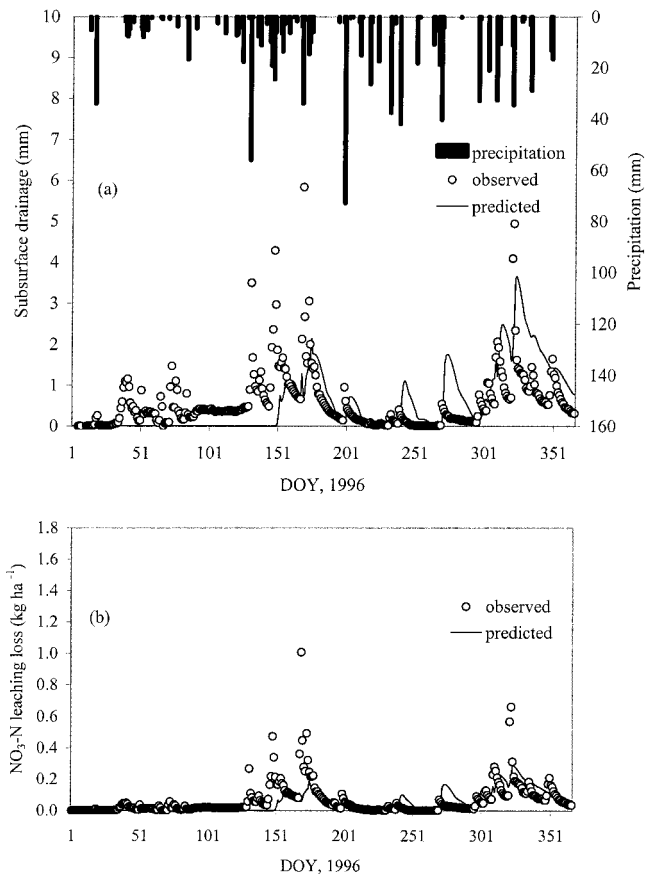 10
9
8
7
6
5
4
3
2
1
0
Subsurface drainage (mm)
(a)
0
20
40
60
80
100
120
140
160
Precipitation (mm)
precipitation
observed
predicted
1 51 101 151 201 251 301 351
DOY, 1996
1.8
1.6
1.4
1.2
1.0
0.8
0.6
0.4
0.2
0.0
NO₃-N leaching loss (kg ha⁻¹)
(b)
observed
predicted
1 51 101 151 201 251 301 351
DOY, 1996